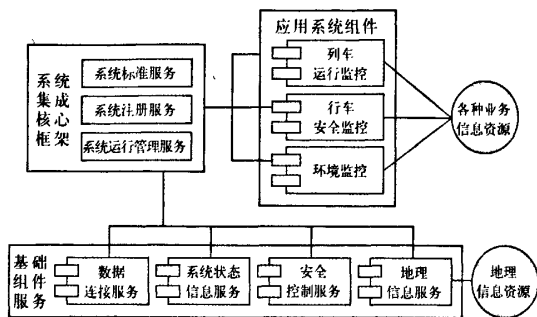 系统
集成
核心
框架
系统标准服务
系统注册服务
系统运行管理服务
应用系统组件
列车
运行监控
行车
安全监控
环境监控
各种业务
信息资源
基础
组件
服务
数据
连接服务
系统状态
信息服务
安全
控制服务
地理
信息服务
地理
信息资源